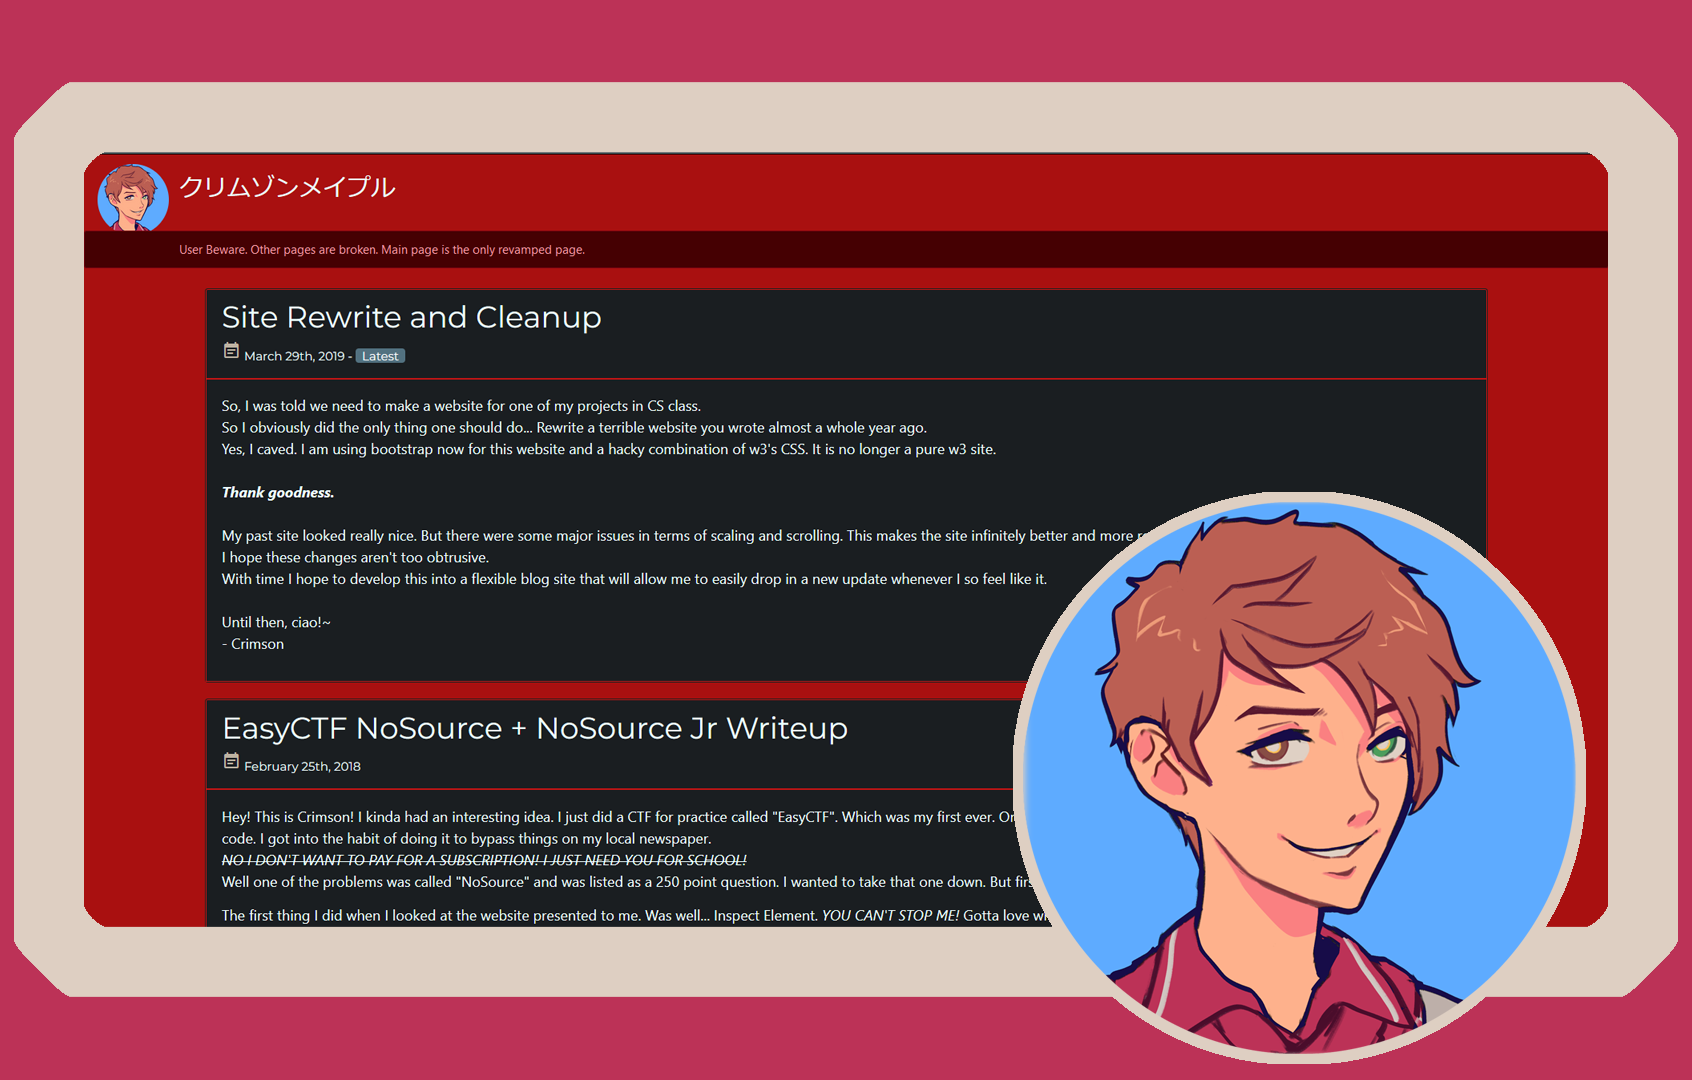 クリムゾンメイプル
User Beware. Other pages are broken. Main page is the only revamped page.
Site Rewrite and Cleanup
March 29th, 2019 - Latest
So, I was told we need to make a website for one of my projects in CS class.
So I obviously did the only thing one should do... Rewrite a terrible website you wrote almost a whole year ago.
Yes, I caved. I am using bootstrap now for this website and a hacky combination of w3's CSS. It is no longer a pure w3 site.
Thank goodness.
My past site looked really nice. But there were some major issues in terms of scaling and scrolling. This makes the site infinitely better and more
I hope these changes aren't too obtrusive.
With time I hope to develop this into a flexible blog site that will allow me to easily drop in a new update whenever I so feel like it.
Until then, ciao!~
- Crimson
EasyCTF NoSource + NoSource Jr Writeup
February 25th, 2018
Hey! This is Crimson! I kinda had an interesting idea. I just did a CTF for practice called "EasyCTF". Which was my first ever.
code. I got into the habit of doing it to bypass things on my local newspaper.
NO I DON'T WANT TO PAY FOR A SUBSCRIPTION! I JUST NEED YOU FOR SCHOOL!
Well one of the problems was called "NoSource" and was listed as a 250 point question. I wanted to take that one down. But
The first thing I did when I looked at the website presented to me. Was well... Inspect Element. YOU CAN'T STOP ME! Gotta love